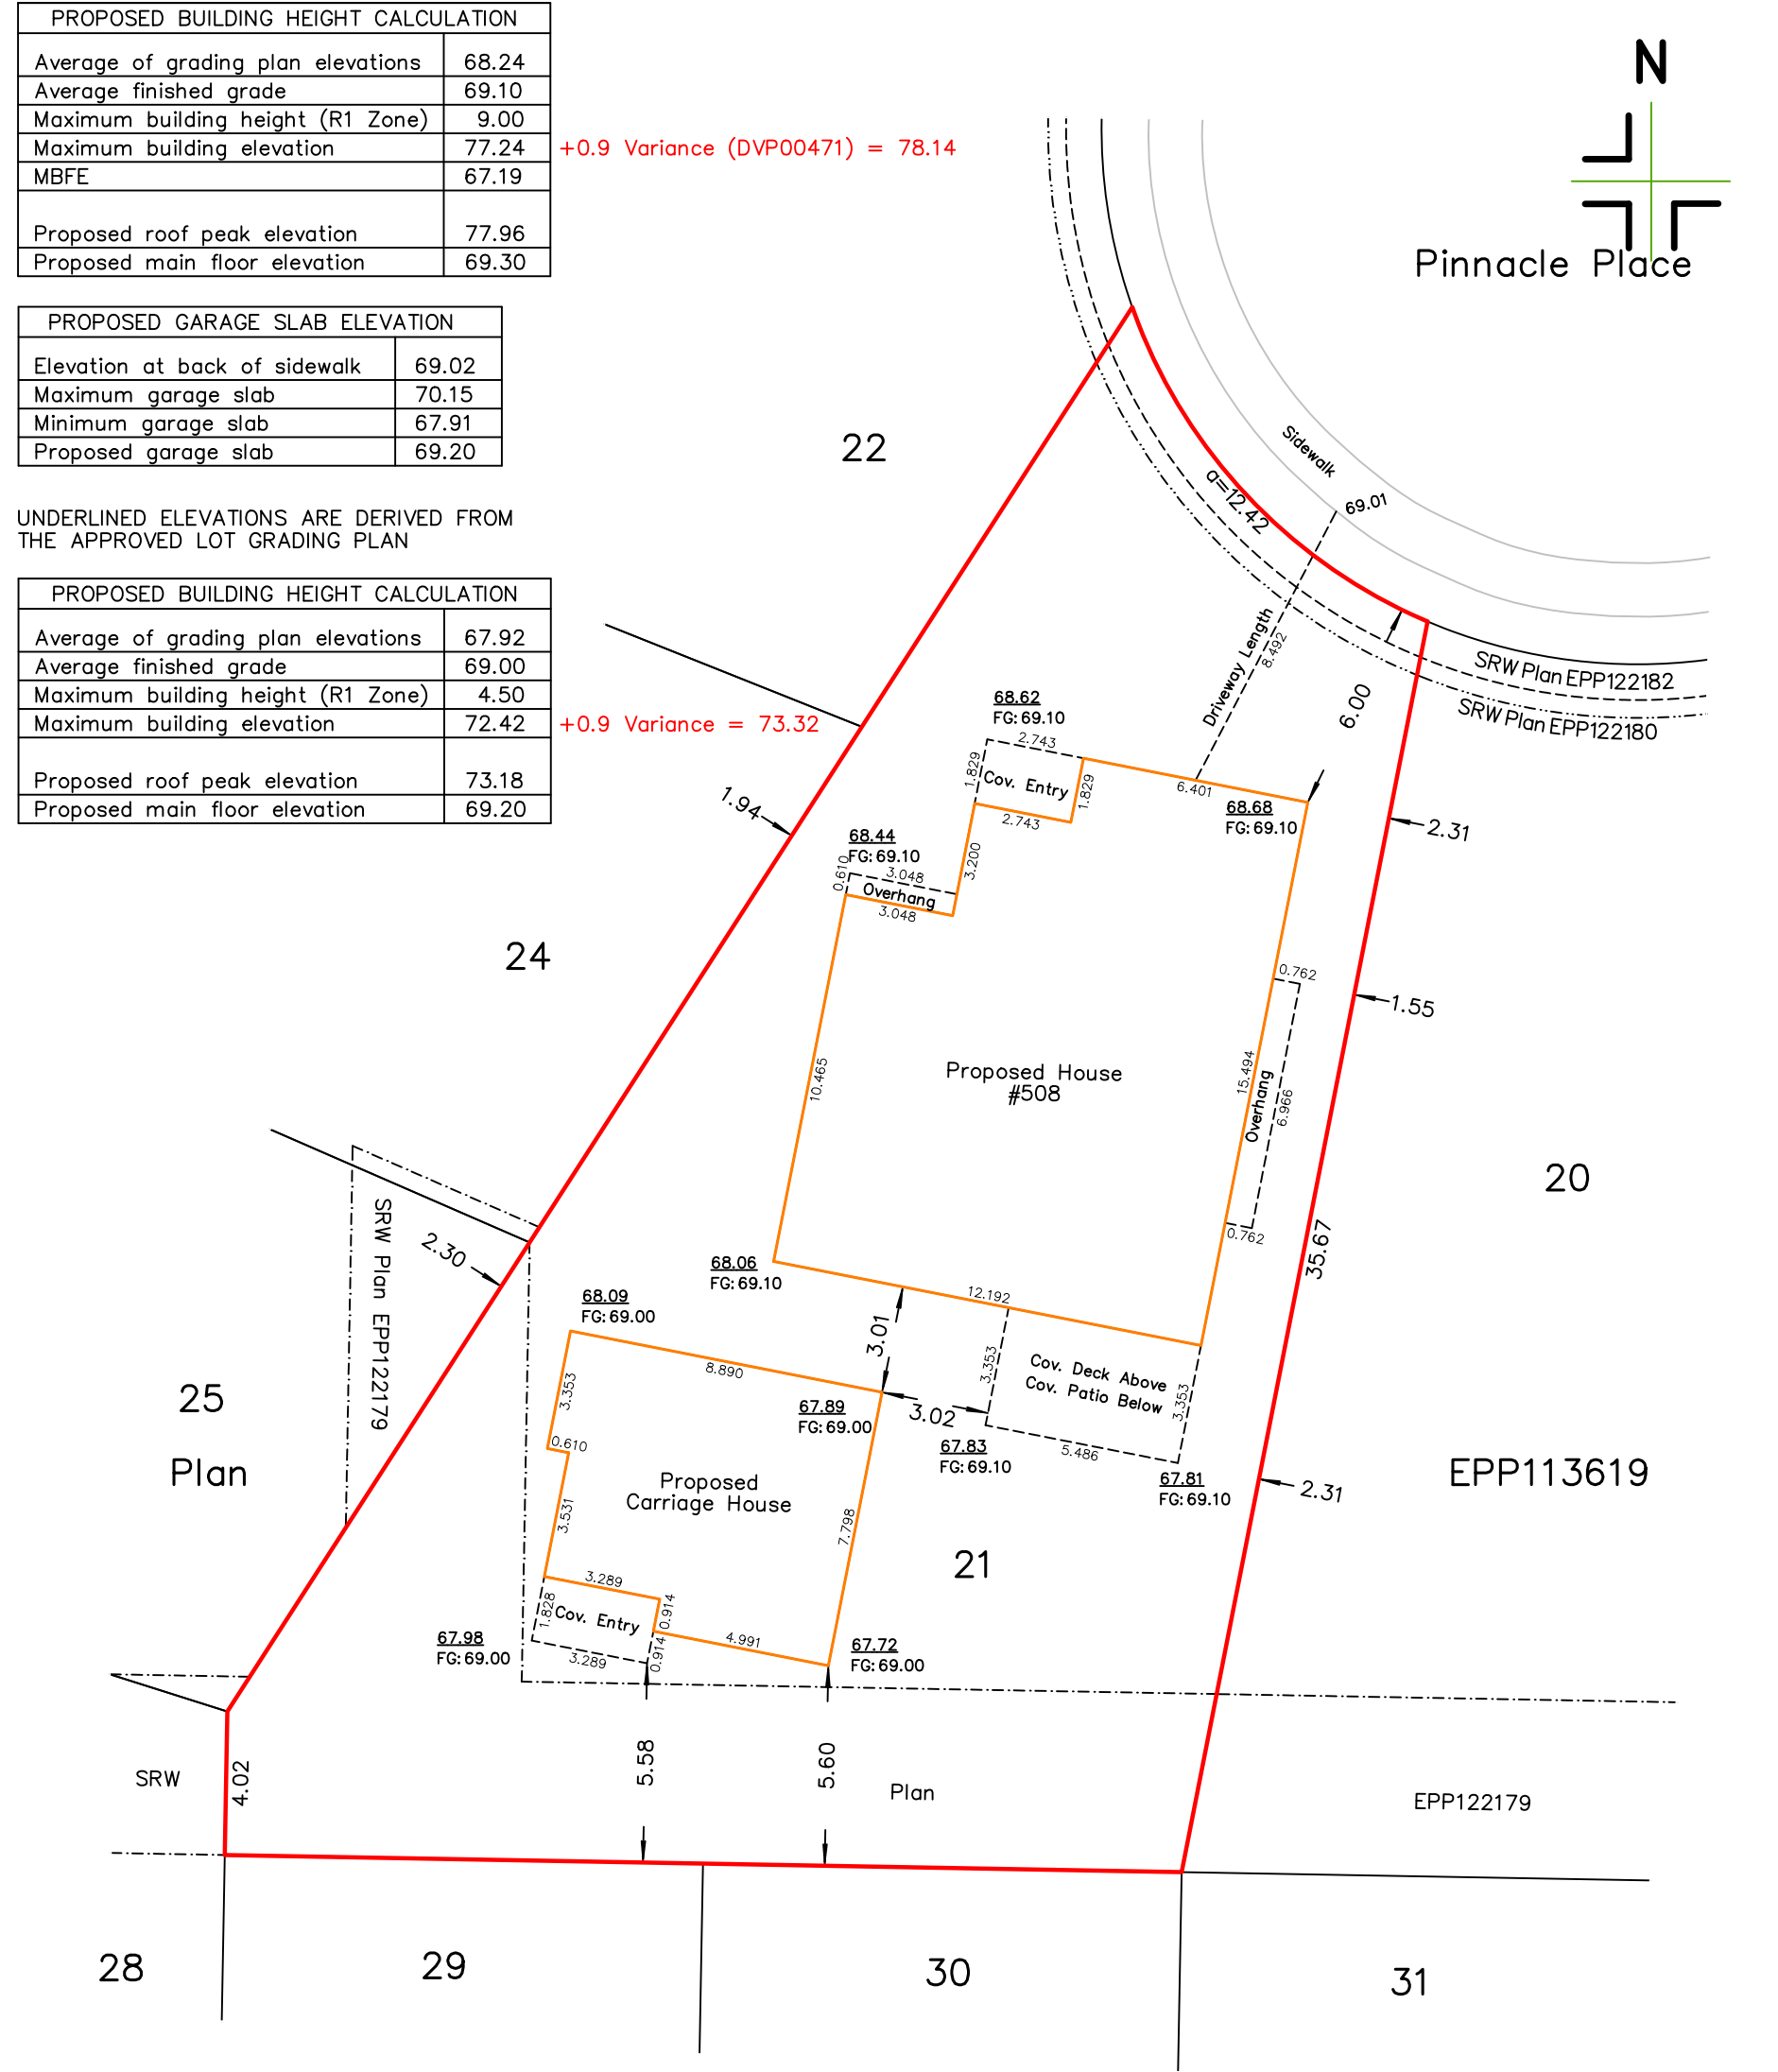 PROPOSED BUILDING HEIGHT CALCULATION
Average of grading plan elevations 68.24
Average finished grade 69.10
Maximum building height (R1 Zone) 9.00
Maximum building elevation 77.24 +0.9 Variance (DVP00471) = 78.14
MBFE 67.19
Proposed roof peak elevation 77.96
Proposed main floor elevation 69.30
N
Pinnacle Place
PROPOSED GARAGE SLAB ELEVATION
Elevation at back of sidewalk 69.02
Maximum garage slab 70.15
Minimum garage slab 67.91
Proposed garage slab 69.20
UNDERLINED ELEVATIONS ARE DERIVED FROM
THE APPROVED LOT GRADING PLAN
PROPOSED BUILDING HEIGHT CALCULATION
Average of grading plan elevations 67.92
Average finished grade 69.00
Maximum building height (R1 Zone) 4.50
Maximum building elevation 72.42 +0.9 Variance = 73.32
Proposed roof peak elevation 73.18
Proposed main floor elevation 69.20
22
Sidewalk
69.01
a=12.42
Driveway Length
8.492
6.00
SRW Plan EPP122182
SRW Plan EPP122180
68.62
FG: 69.10
2.743
1.829
Cov. Entry
1.829
2.743
6.401
68.68
FG: 69.10
1.94
2.31
68.44
FG: 69.10
0.610
3.048
Overhang
3.048
3.200
24
0.762
1.55
Proposed House
#508
10.465
15.494
Overhang
6.966
0.762
20
35.67
SRW Plan EPP122179
2.30
68.06
FG: 69.10
12.192
68.09
FG: 69.00
3.01
8.890
3.353
3.353
Cov. Deck Above
Cov. Patio Below
3.353
25
Plan
67.89
FG: 69.00
3.02
0.610
67.83
FG: 69.10
5.486
67.81
FG: 69.10
2.31
EPP113619
Proposed
Carriage House
3.531
7.798
21
3.289
1.828
Cov. Entry
0.914
0.914
4.991
3.289
67.98
FG: 69.00
67.72
FG: 69.00
5.58
5.60
SRW
4.02
Plan
EPP122179
28
29
30
31